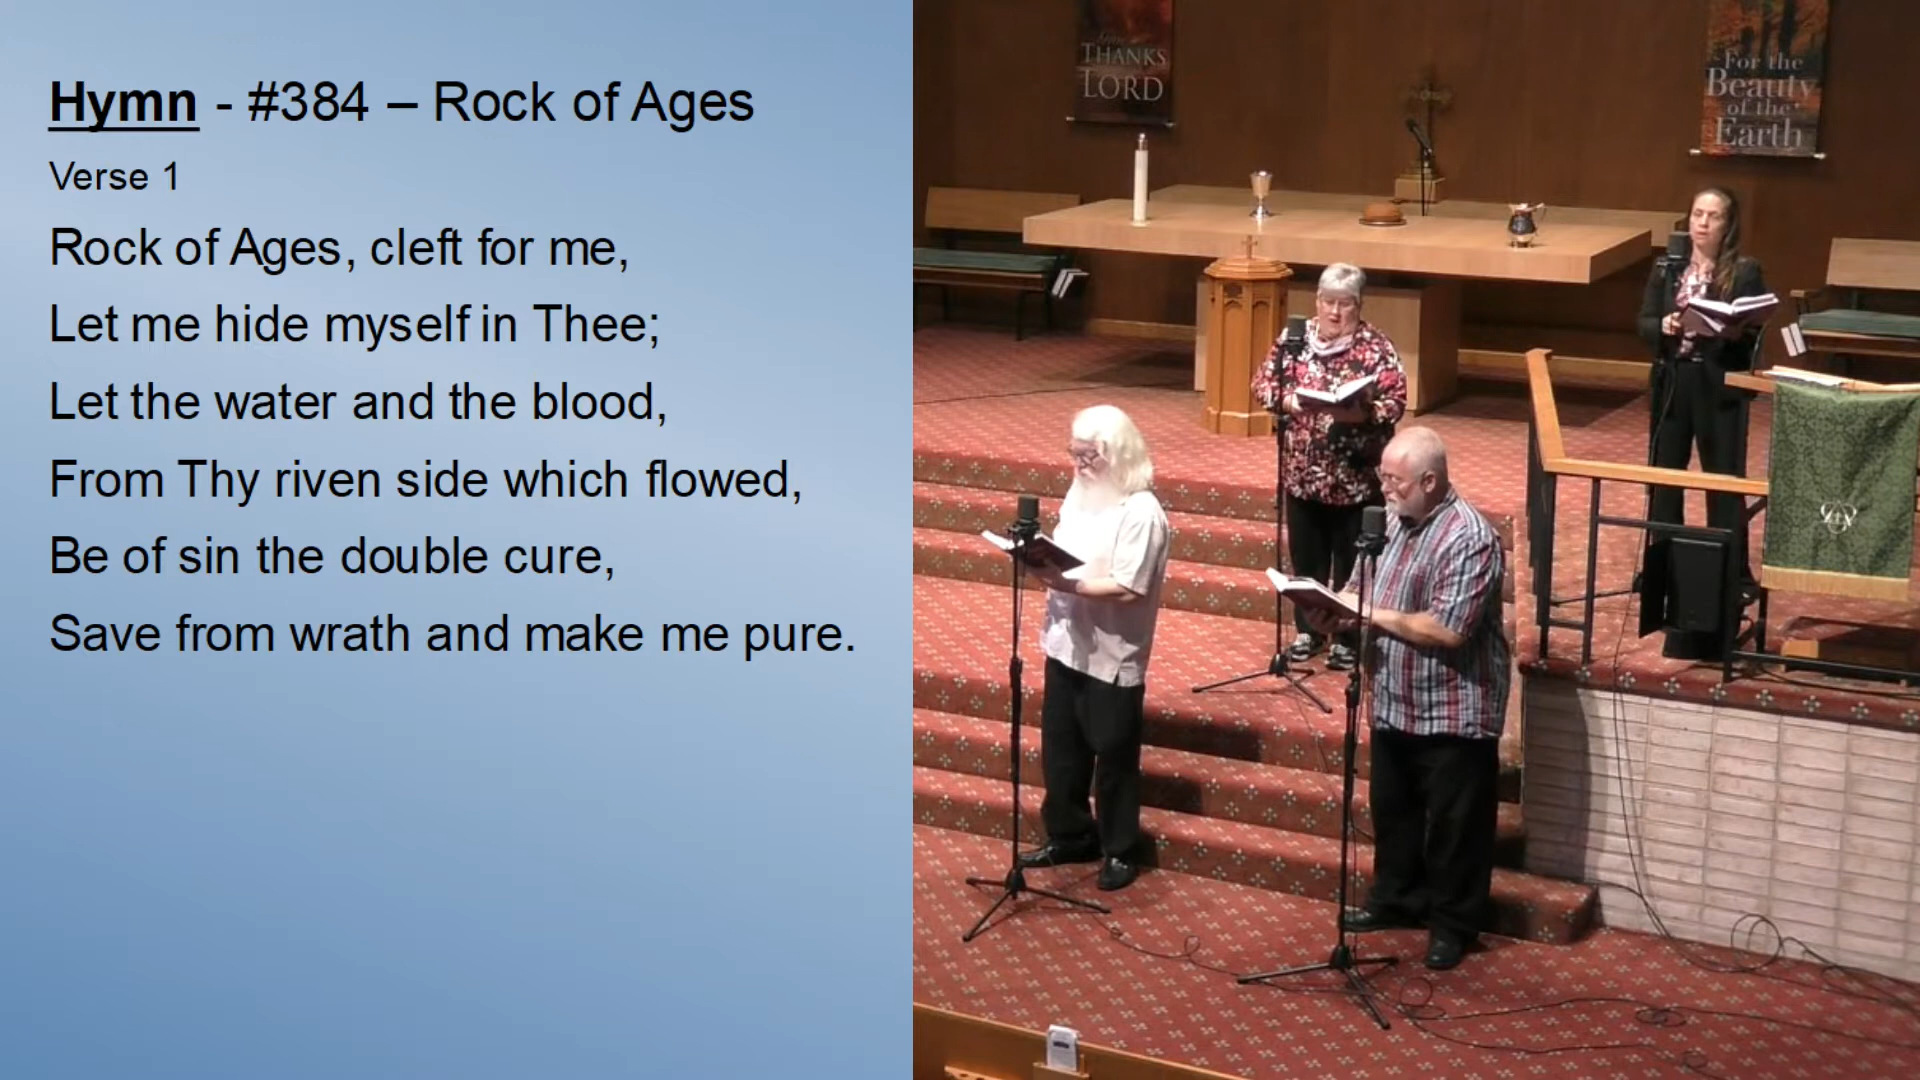 Hymn - #384 – Rock of Ages
Verse 1
Rock of Ages, cleft for me,
Let me hide myself in Thee;
Let the water and the blood,
From Thy riven side which flowed,
Be of sin the double cure,
Save from wrath and make me pure.
THANKS
LORD
For the
Beauty
of the
Earth